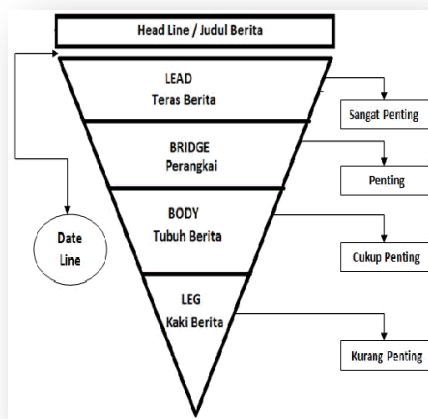 Head Line / Judul Berita
LEAD
Teras Berita
Sangat Penting
BRIDGE
Perangkai
Penting
BODY
Tubuh Berita
Date
Line
Cukup Penting
LEG
Kaki Berita
Kurang Penting